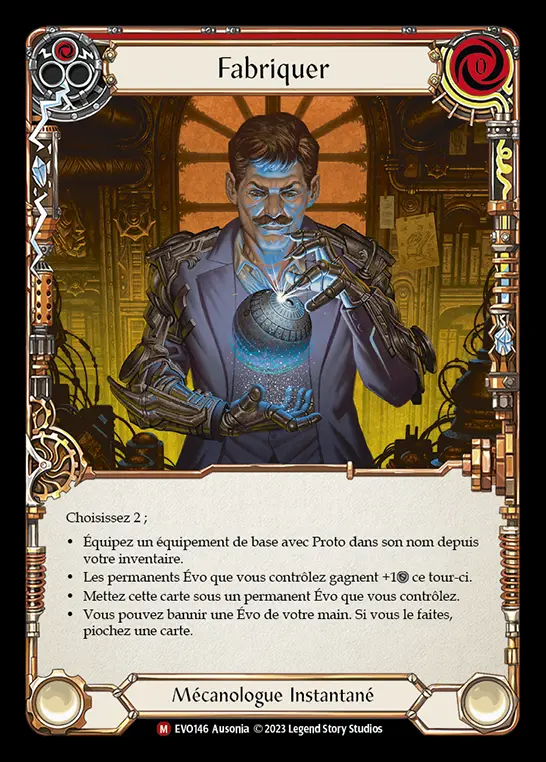 Fabriquer
0
Choisissez 2 ;
• Équipez un équipement de base avec Proto dans son nom depuis
votre inventaire.
• Les permanents Évo que vous contrôlez gagnent +1 ce tour-ci.
• Mettez cette carte sous un permanent Évo que vous contrôlez.
• Vous pouvez bannir une Évo de votre main. Si vous le faites,
piochez une carte.
Mécanologue Instantané
M EVO146 Ausonia © 2023 Legend Story Studios